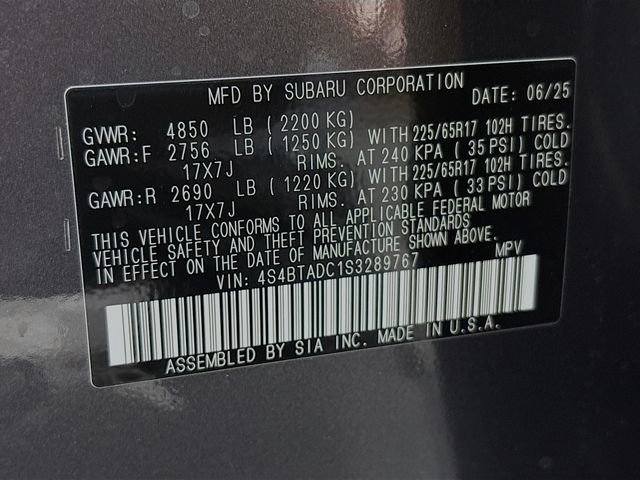 MFD BY SUBARU CORPORATION DATE: 06/25
GVWR: 4850 LB (2200 KG)
GAWR:F 2756 LB (1250 KG) WITH 225/65R17 102H TIRES.
17X7J RIMS. AT 240 KPA (35 PSI) COLD
GAWR:R 2690 LB (1220 KG) WITH 225/65R17 102H TIRES.
17X7J RIMS. AT 230 KPA (33 PSI) COLD
THIS VEHICLE CONFORMS TO ALL APPLICABLE FEDERAL MOTOR
VEHICLE SAFETY AND THEFT PREVENTION STANDARDS
IN EFFECT ON THE DATE OF MANUFACTURE SHOWN ABOVE.
VIN: 4S4BTADC1S3289767 MPV
ASSEMBLED BY SIA INC. MADE IN U.S.A.